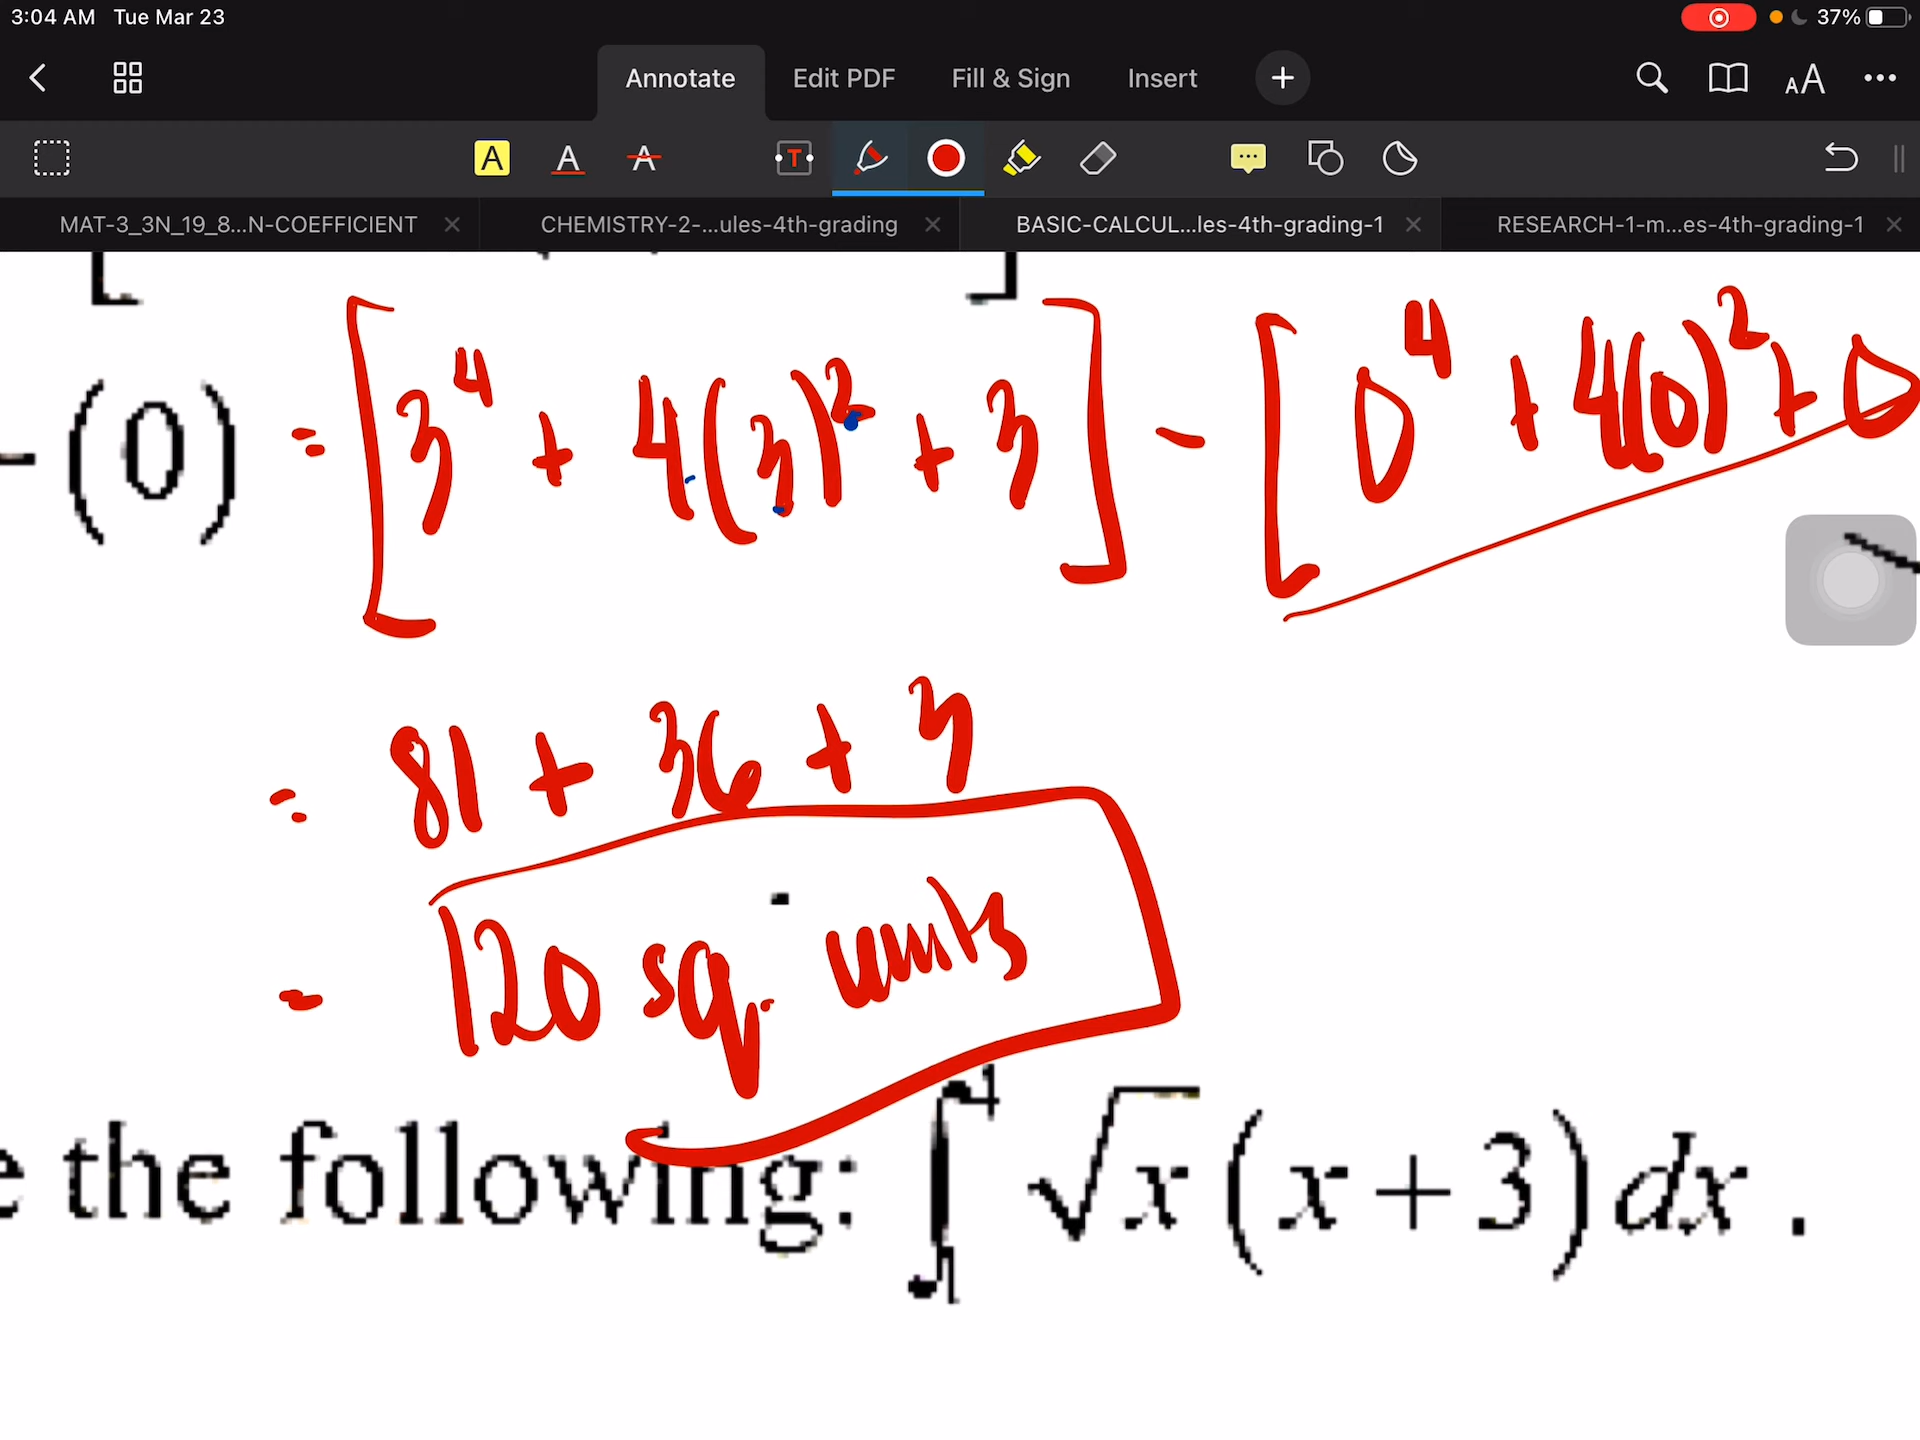 3:04 AM Tue Mar 23 37%
Annotate Edit PDF Fill & Sign Insert + AA
A A A T
MAT-3_3N_19_8...N-COEFFICIENT × CHEMISTRY-2-...ules-4th-grading × BASIC-CALCUL...les-4th-grading-1 × RESEARCH-1-m...es-4th-grading-1 ×
-(0) = [3⁴ + 4(3)² + 3] - [0⁴ + 4(0)² + 0
= 81 + 36 + 3
= 120 sq. units
e the following: ∫₁⁴ √x(x+3)dx .